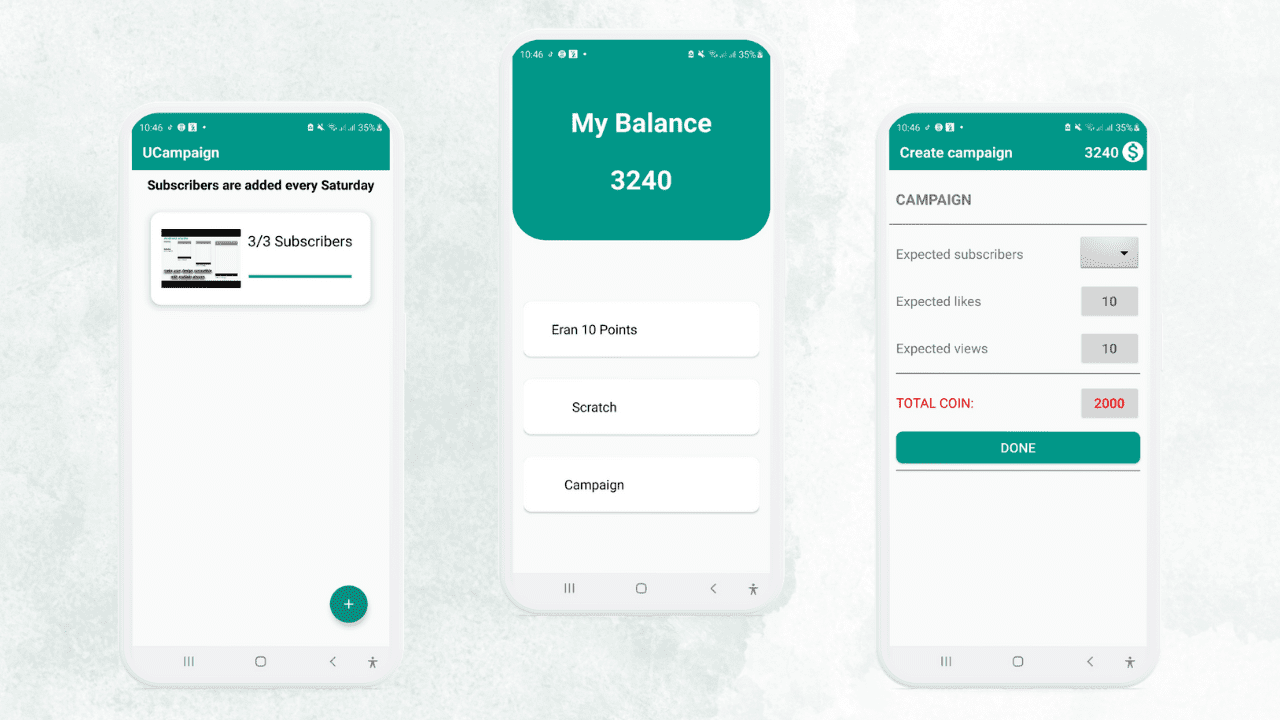 10:46
35%
UCampaign
Subscribers are added every Saturday
3/3 Subscribers
10:46
35%
My Balance
3240
Eran 10 Points
Scratch
Campaign
10:46
35%
Create campaign
3240
CAMPAIGN
Expected subscribers
Expected likes
10
Expected views
10
TOTAL COIN:
2000
DONE